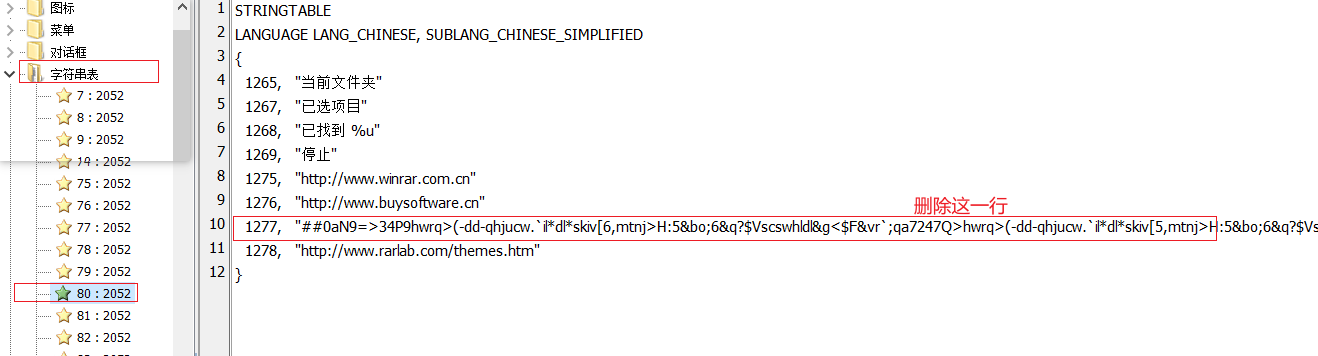 图标
菜单
对话框
字符串表
7 : 2052
8 : 2052
9 : 2052
75 : 2052
76 : 2052
77 : 2052
78 : 2052
79 : 2052
80 : 2052
81 : 2052
82 : 2052
1 STRINGTABLE
2 LANGUAGE LANG_CHINESE, SUBLANG_CHINESE_SIMPLIFIED
3 {
4 1265, "当前文件夹"
5 1267, "已选项目"
6 1268, "已找到 %u"
7 1269, "停止"
8 1275, "http://www.winrar.com.cn"
9 1276, "http://www.buysoftware.cn"
删除这一行
10 1277, "##0aN9=>34P9hwrq>(-dd-qhjucw.`il*dl*skiv[6,mtnj>H:5&bo;6&q?$Vscswhldl&g<$F&vr`;qa7247Q>hwrq>(-dd-qhjucw.`il*dl*skiv[5,mtnj>H:5&bo;6&q?$Vs
11 1278, "http://www.rarlab.com/themes.htm"
12 }